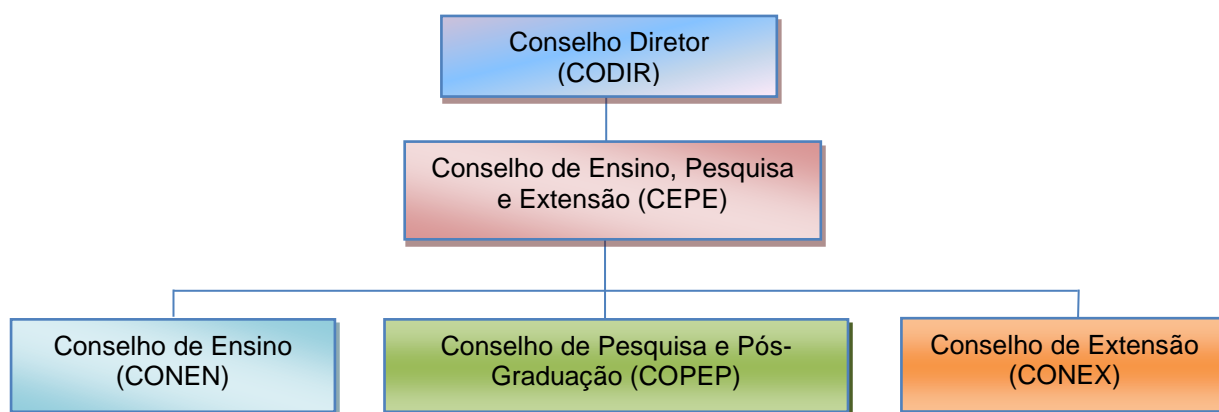 Conselho Diretor
(CODIR)
Conselho de Ensino, Pesquisa
e Extensão (CEPE)
Conselho de Ensino
(CONEN)
Conselho de Pesquisa e Pós-
Graduação (COPEP)
Conselho de Extensão
(CONEX)